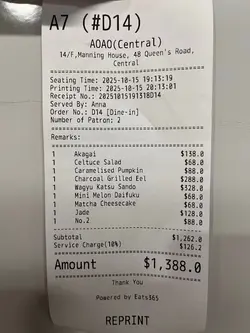 A7 (#D14)
AOAO(Central)
14/F,Manning House, 48 Queen's Road,
Central
Seating Time: 2025-10-15 19:13:19
Printing Time: 2025-10-15 20:13:01
Receipt No.: 20251015191318D14
Served By: Anna
Order No.: D14 [Dine-in]
Number of Patron: 2
Remarks:
1 Akagai $138.0
1 Celtuce Salad $68.0
1 Caramelised Pumpkin $88.0
1 Charcoal Grilled Eel $288.0
1 Wagyu Katsu Sando $328.0
1 Mini Melon Daifuku $68.0
1 Matcha Cheesecake $68.0
1 Jade $128.0
1 No.2 $88.0
Subtotal $1,262.0
Service Charge(10%) $126.2
Amount $1,388.0
Thank You
Powered by Eats365
REPRINT